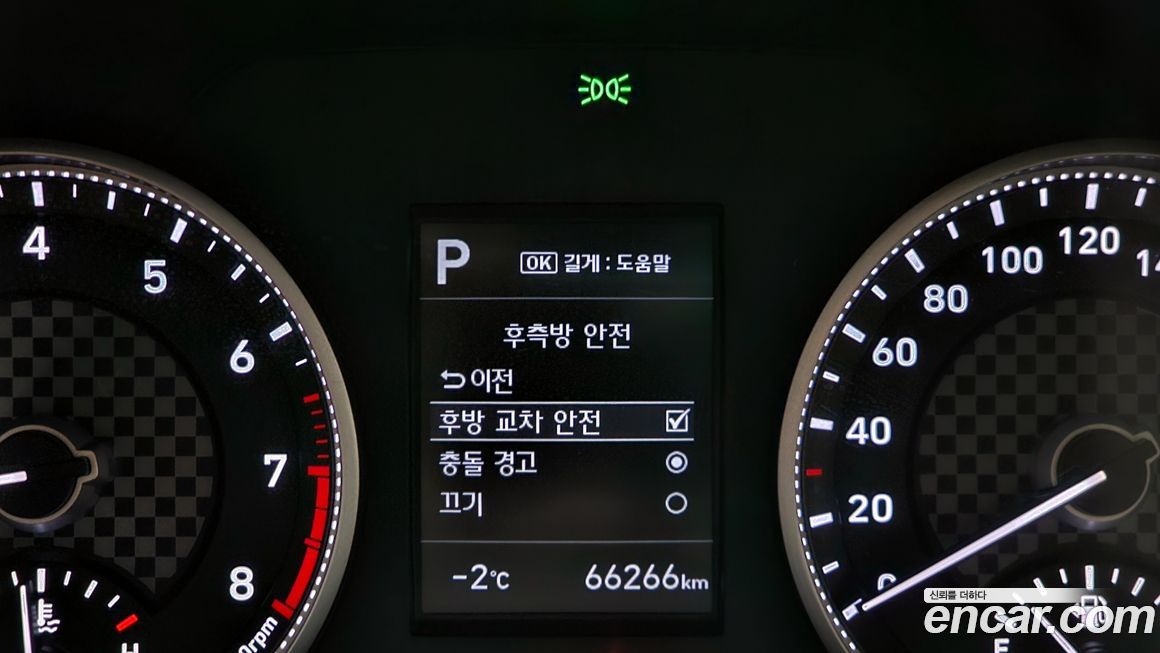 4
5
6
7
8
H
P
OK 길게 : 도움말
후측방 안전
이전
후방 교차 안전
충돌 경고
끄기
-2°C 66266km
120
100
80
60
40
20
0
신뢰를 더하다
encar.com